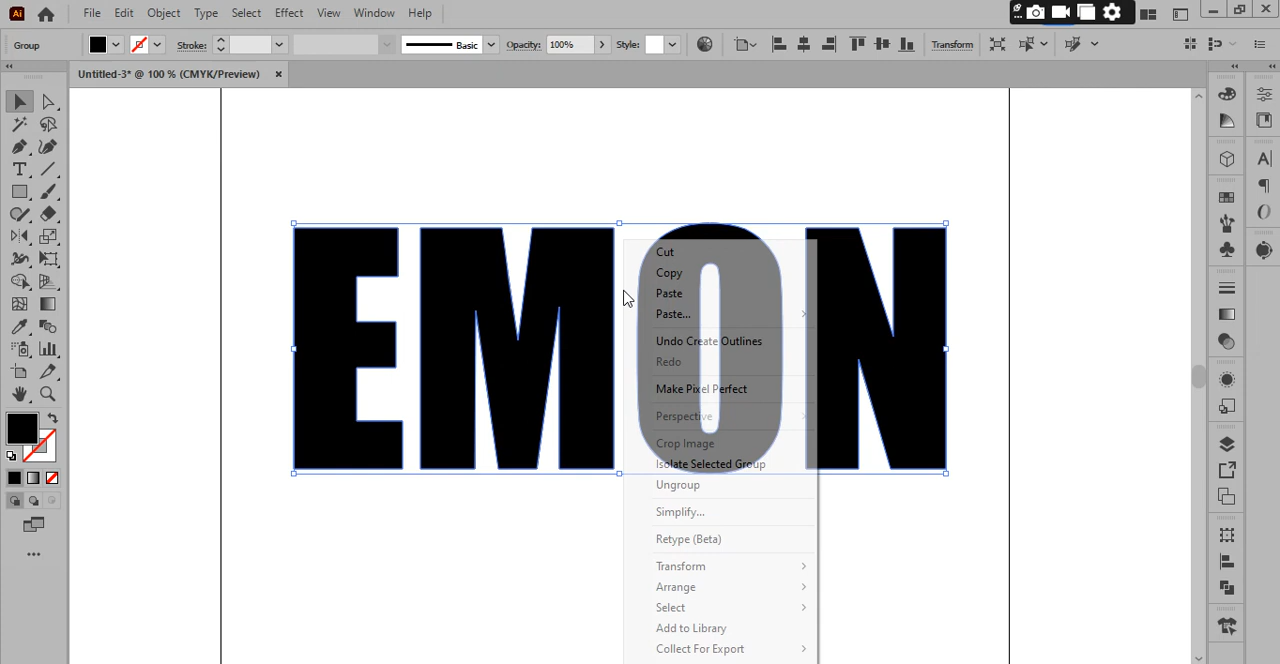 Ai File Edit Object Type Select Effect View Window Help
Group Stroke: Basic Opacity: 100% Style: Transform
Untitled-3* @ 100 % (CMYK/Preview) ×
EMON
Cut
Copy
Paste
Paste...
Undo Create Outlines
Redo
Make Pixel Perfect
Perspective
Crop Image
Isolate Selected Group
Ungroup
Simplify...
Retype (Beta)
Transform
Arrange
Select
Add to Library
Collect For Export